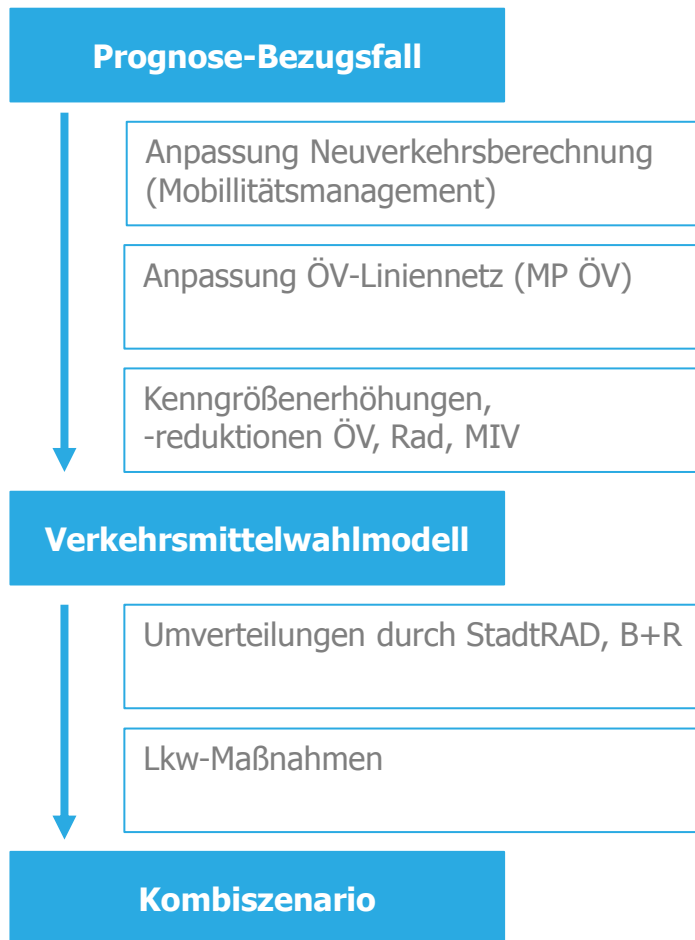 Prognose-Bezugsfall
Anpassung Neuverkehrsberechnung
(Mobillitätsmanagement)
Anpassung ÖV-Liniennetz (MP ÖV)
Kenngrößenerhöhungen,
-reduktionen ÖV, Rad, MIV
Verkehrsmittelwahlmodell
Umverteilungen durch StadtRAD, B+R
Lkw-Maßnahmen
Kombiszenario